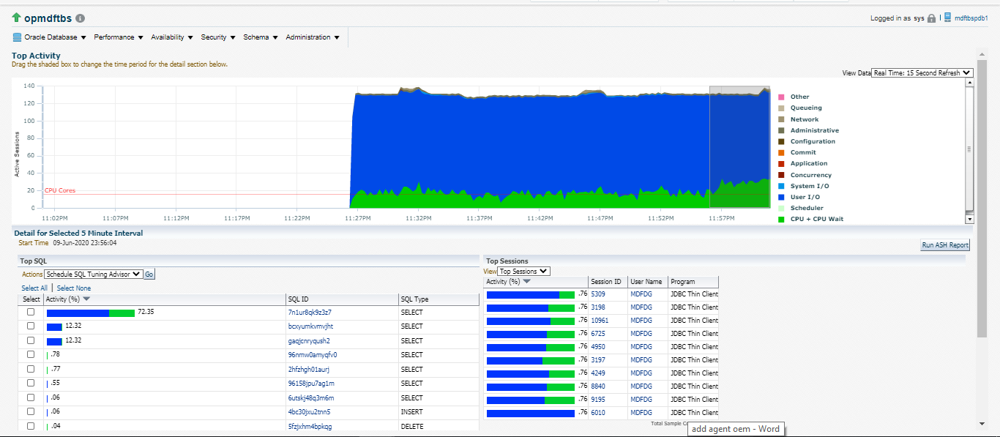 opmdftbs
Logged in as sys | mdftbspdb1
Oracle Database Performance Availability Security Schema Administration
Top Activity
Drag the shaded box to change the time period for the detail section below.
View Data Real Time: 15 Second Refresh
Active Sessions
140
120
100
80
60
40
20
0
CPU Cores
11:02PM 11:07PM 11:12PM 11:17PM 11:22PM 11:27PM 11:32PM 11:37PM 11:42PM 11:47PM 11:52PM 11:57PM
Other
Queueing
Network
Administrative
Configuration
Commit
Application
Concurrency
System I/O
User I/O
Scheduler
CPU + CPU Wait
Detail for Selected 5 Minute Interval
Start Time 09-Jun-2020 23:56:04
Run ASH Report
Top SQL
Actions Schedule SQL Tuning Advisor Go
Select All | Select None
Select Activity (%) SQL ID SQL Type
72.35 7n1ur8qk9z3z7 SELECT
12.32 bcxyumkvmvjht SELECT
12.32 gaqjcnryqush2 SELECT
.78 96nmw0amyqfv0 SELECT
.77 2hfzhgh01aurj SELECT
.55 96158jpu7ag1m SELECT
.06 6utskj48q3m6m SELECT
.06 4bc30jxu2tnn5 INSERT
.04 5fzjxhm4bpkqg DELETE
Top Sessions
View Top Sessions
Activity (%) Session ID User Name Program
.76 5309 MDFDG JDBC Thin Client
.76 3198 MDFDG JDBC Thin Client
.76 10961 MDFDG JDBC Thin Client
.76 6725 MDFDG JDBC Thin Client
.76 4950 MDFDG JDBC Thin Client
.76 3197 MDFDG JDBC Thin Client
.76 4249 MDFDG JDBC Thin Client
.76 8840 MDFDG JDBC Thin Client
.76 9195 MDFDG JDBC Thin Client
.76 6010 MDFDG JDBC Thin Client
Total Sample Co
add agent oem - Word